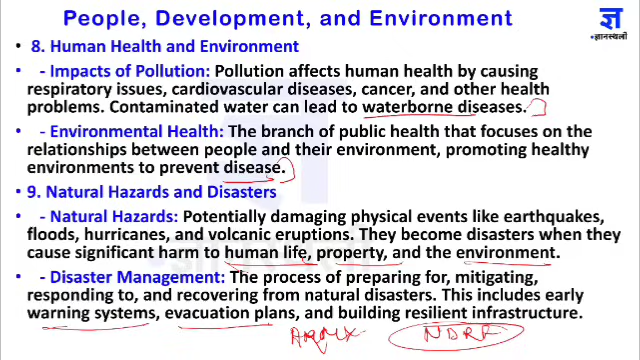 People, Development, and Environment
ज्ञ
ज्ञानस्थली
• 8. Human Health and Environment
• - Impacts of Pollution: Pollution affects human health by causing
respiratory issues, cardiovascular diseases, cancer, and other health
problems. Contaminated water can lead to waterborne diseases.
• - Environmental Health: The branch of public health that focuses on the
relationships between people and their environment, promoting healthy
environments to prevent disease.
• 9. Natural Hazards and Disasters
• - Natural Hazards: Potentially damaging physical events like earthquakes,
floods, hurricanes, and volcanic eruptions. They become disasters when they
cause significant harm to human life, property, and the environment.
• - Disaster Management: The process of preparing for, mitigating,
responding to, and recovering from natural disasters. This includes early
warning systems, evacuation plans, and building resilient infrastructure.
NDRF